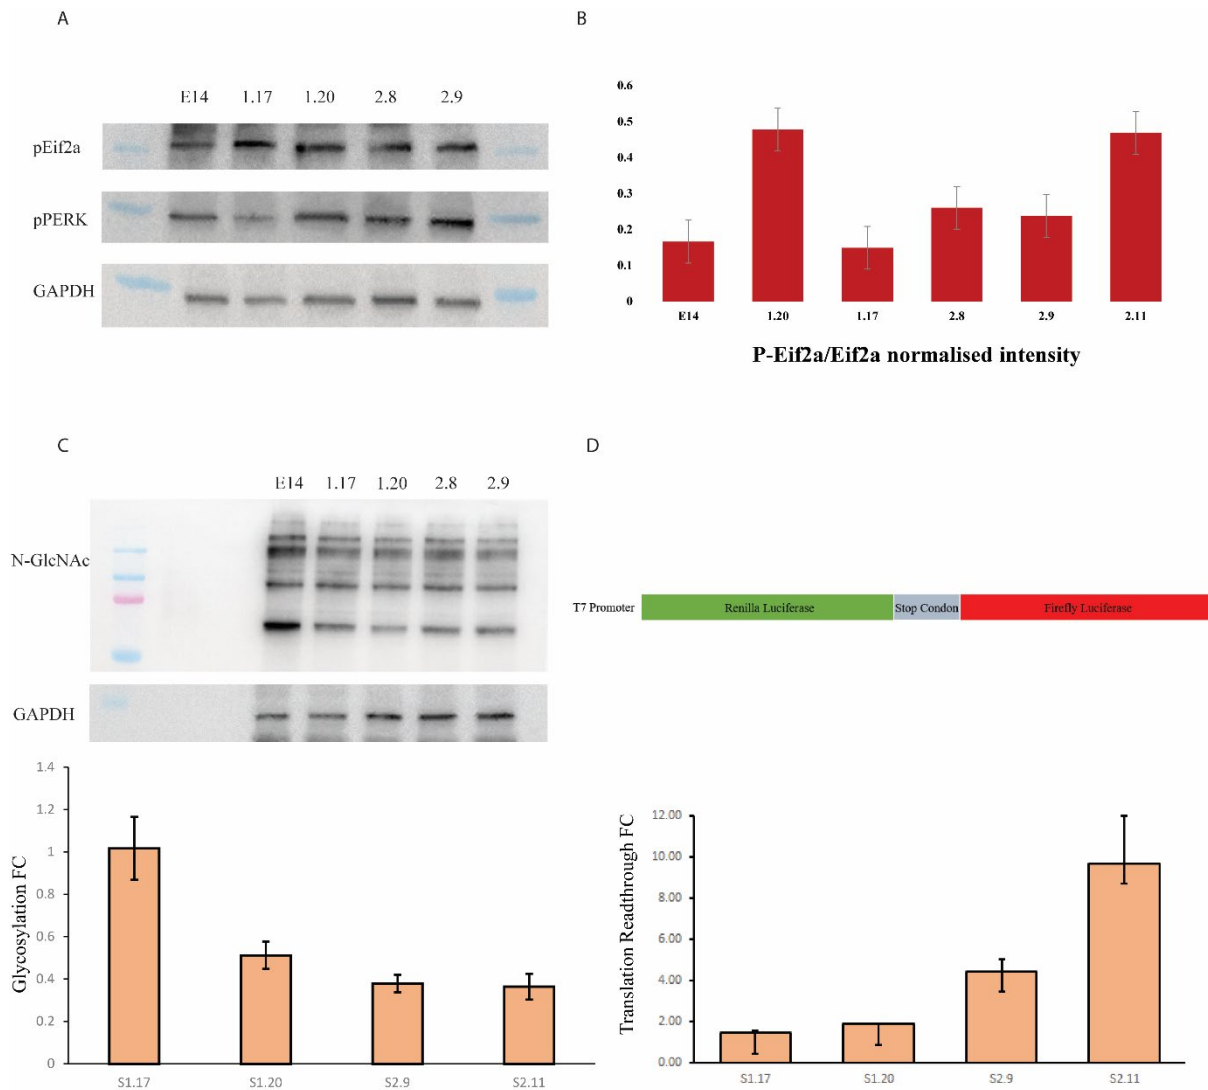 A
E14 1.17 1.20 2.8 2.9
pEif2a
pPERK
GAPDH
B
0.6
0.5
0.4
0.3
0.2
0.1
0
E14 1.20 1.17 2.8 2.9 2.11
P-Eif2a/Eif2a normalised intensity
C
E14 1.17 1.20 2.8 2.9
N-GlcNAc
GAPDH
1.4
1.2
1
0.8
0.6
0.4
0.2
0
Glycosylation FC
S1.17 S1.20 S2.9 S2.11
D
T7 Promoter Renilla Luciferase Stop Condon Firefly Luciferase
12.00
10.00
8.00
6.00
4.00
2.00
0.00
Translation Readthrough FC
S1.17 S1.20 S2.9 S2.11